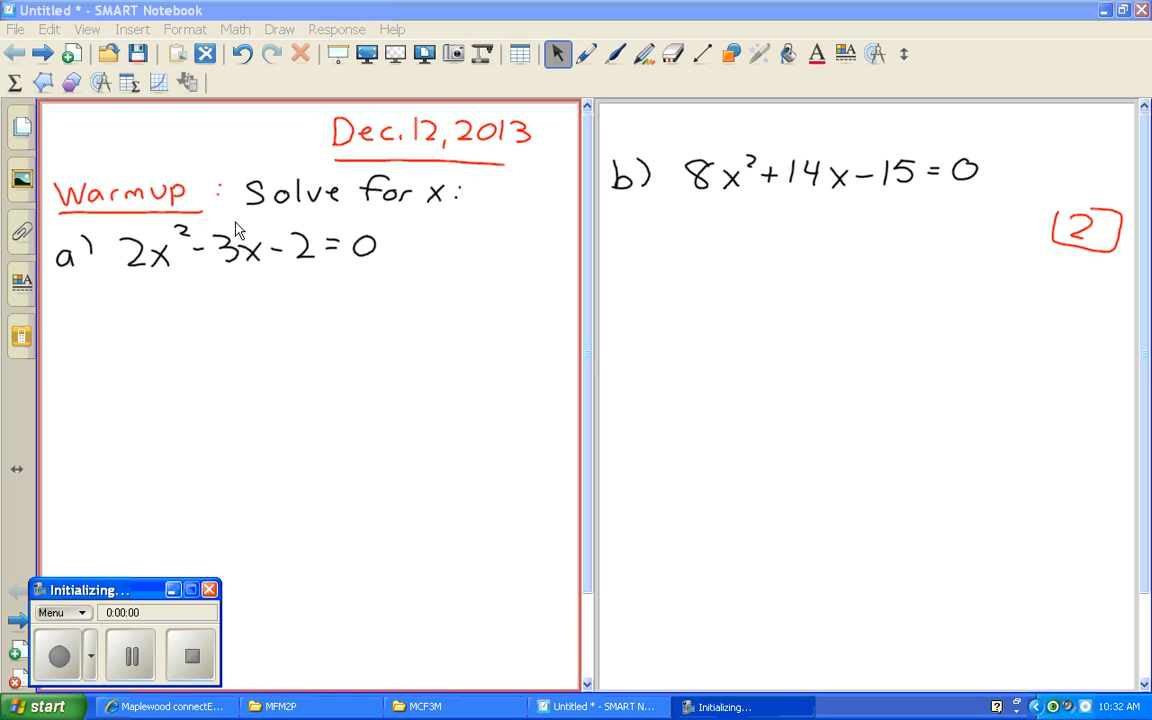 Untitled * - SMART Notebook
File Edit View Insert Format Math Draw Response Help
Dec. 12, 2013
Warmup : Solve for x:
a) 2x² - 3x - 2 = 0
b) 8x² + 14x - 15 = 0
2
Initializing...
Menu 0:00:00
start Maplewood connectE... MFM2P MCF3M Untitled * - SMART N... Initializing... 10:32 AM